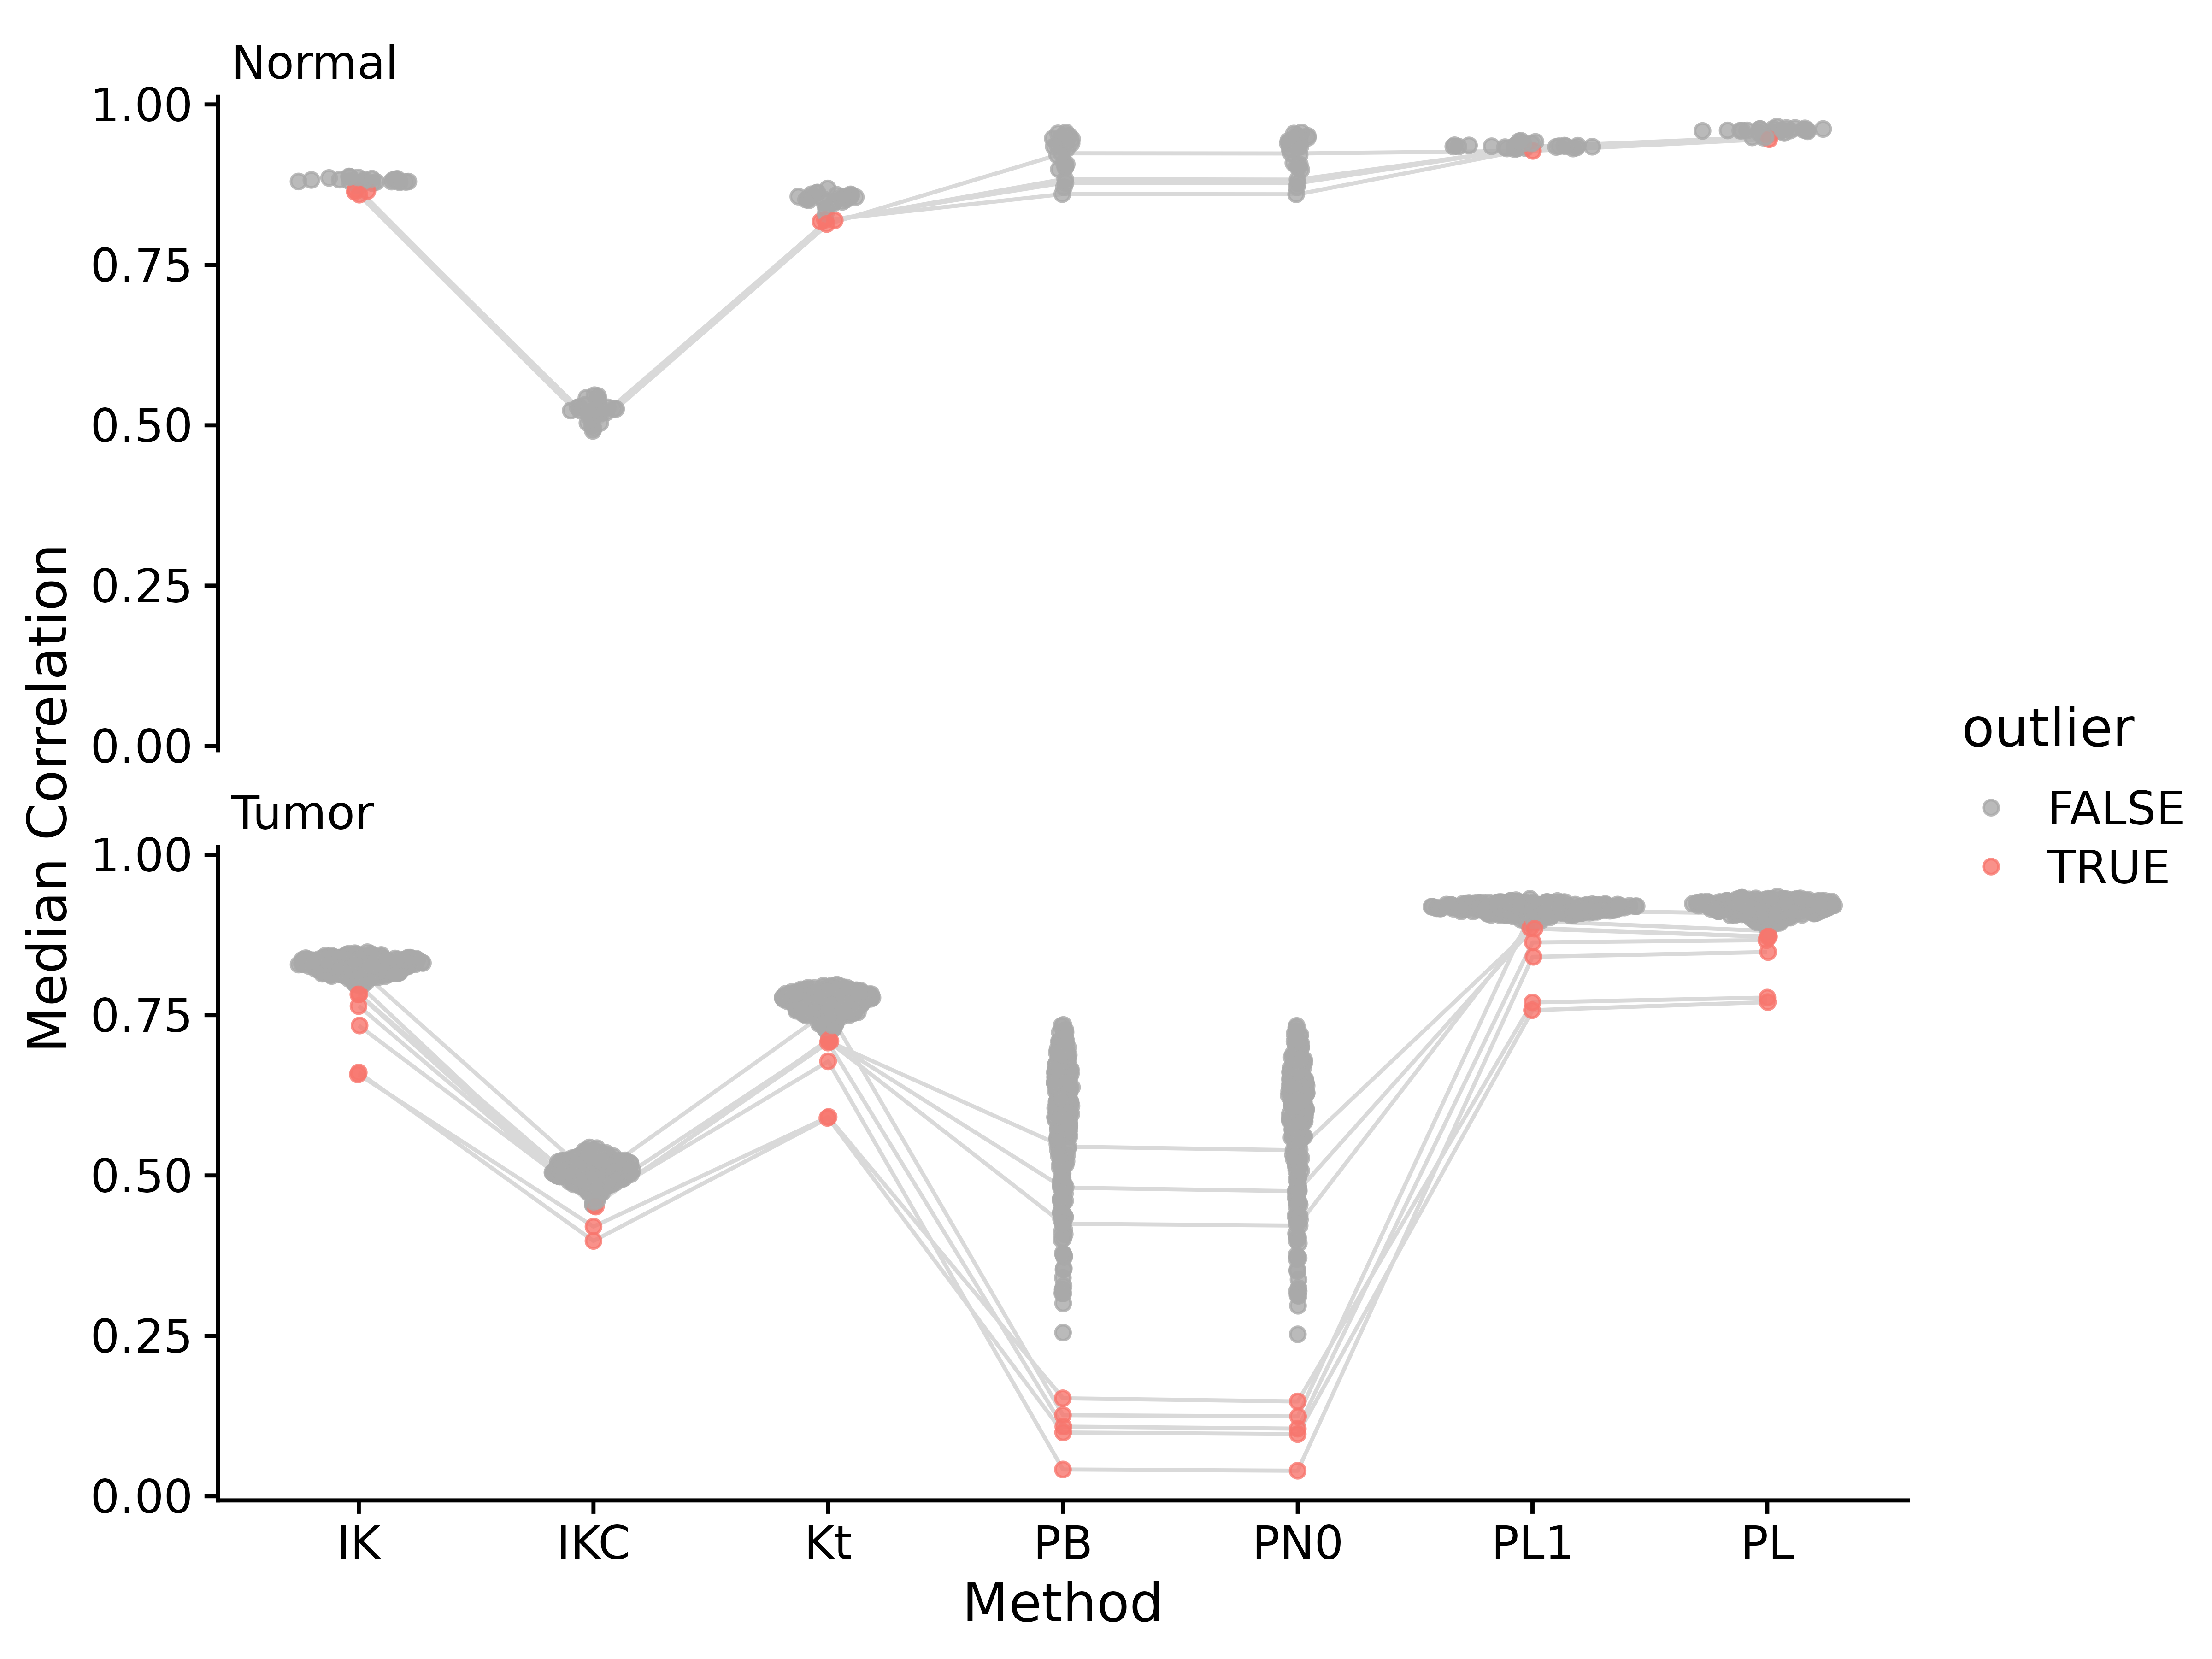 Normal
1.00
0.75
0.50
0.25
0.00
Median Correlation
Tumor
1.00
0.75
0.50
0.25
0.00
IK IKC Kt PB PN0 PL1 PL
Method
outlier
FALSE
TRUE